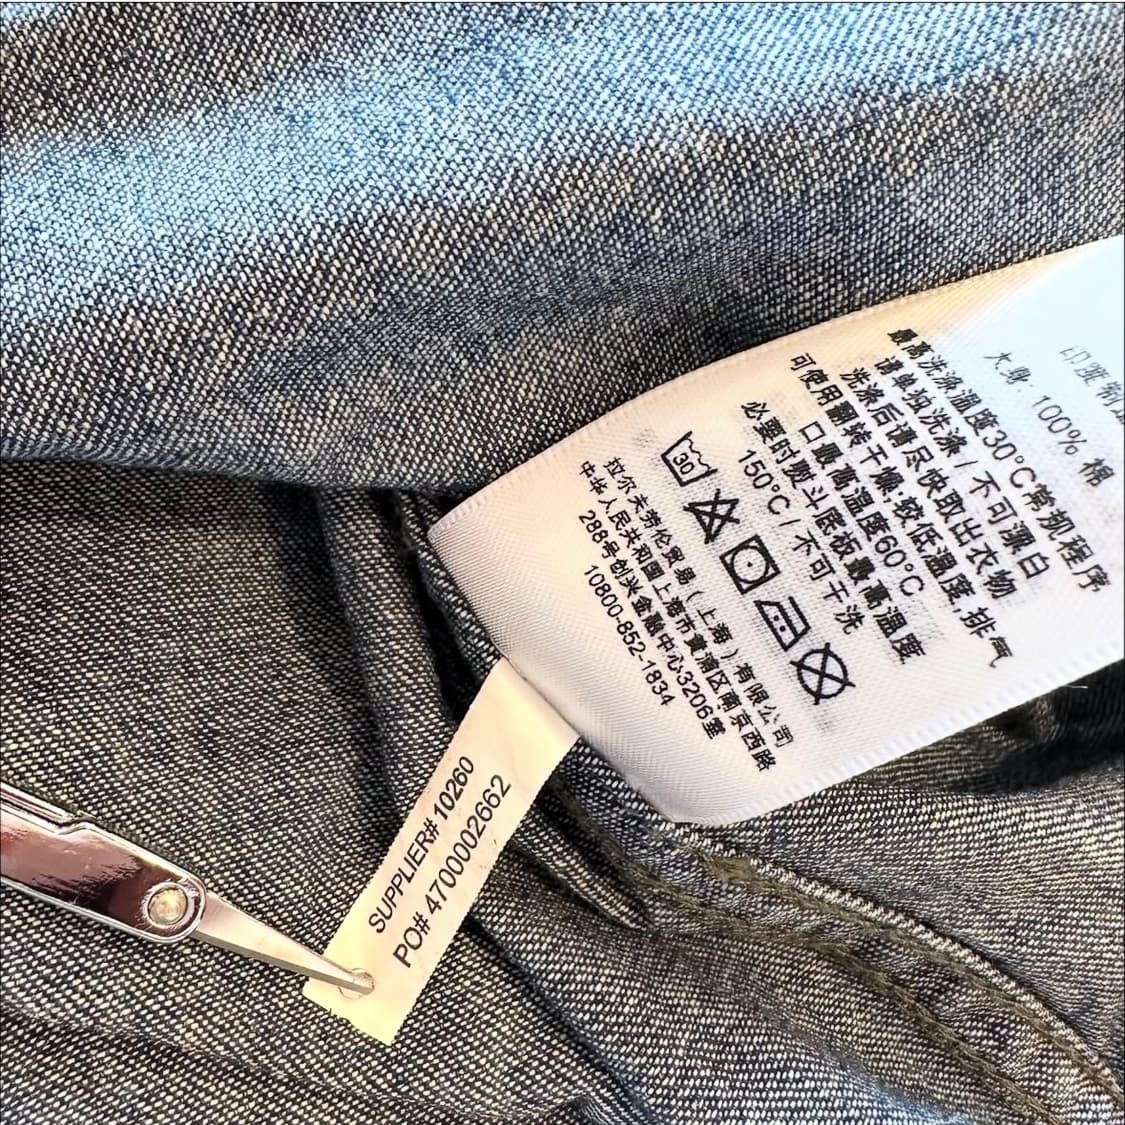 印度制造
大身: 100% 棉
最高洗涤温度30°C常规程序
请单独洗涤 / 不可漂白
洗涤后请尽快取出衣物
可使用翻转干燥;较低温度,排气
口最高温度60°C
必要时熨斗底板最高温度
150°C / 不可干洗
30
拉尔夫劳伦贸易 ( 上海 ) 有限公司
中华人民共和国上海市黄浦区南京西路
288号创兴金融中心3206室
10800-852-1834
SUPPLIER# 10260
PO# 4700002662